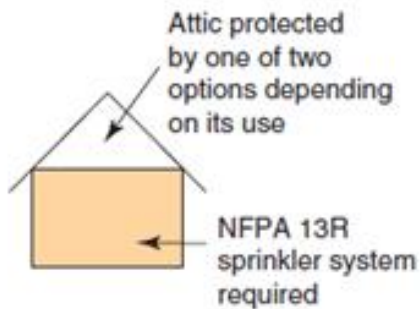 Attic protected
by one of two
options depending
on its use
NFPA 13R
sprinkler system
required